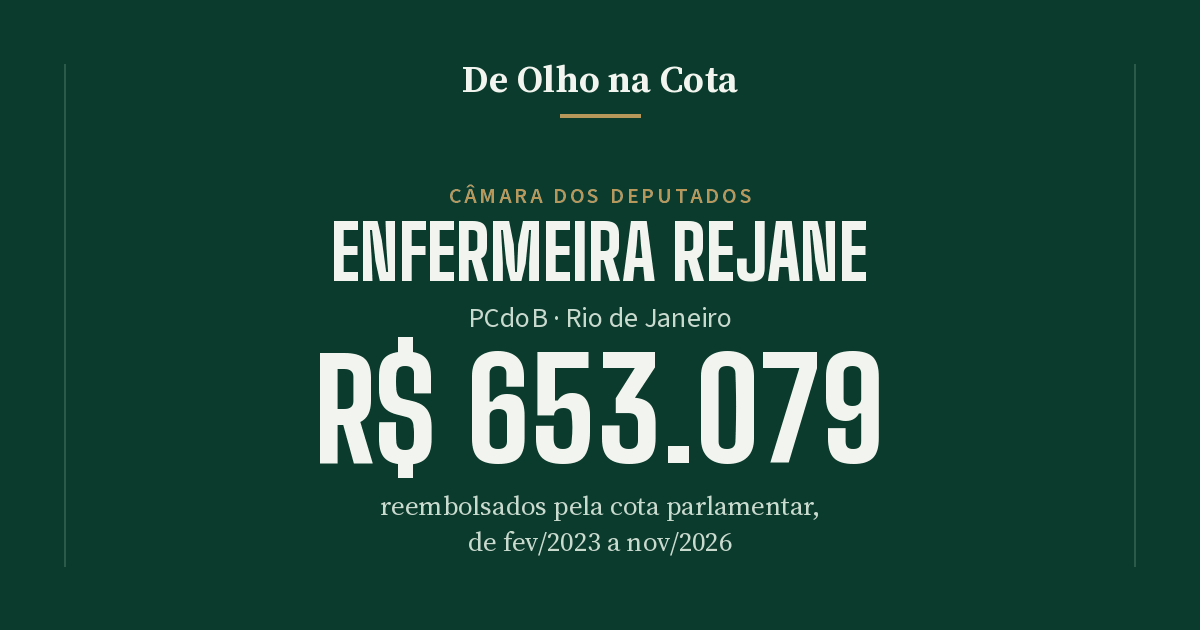 De Olho na Cota
CÂMARA DOS DEPUTADOS
ENFERMEIRA REJANE
PCdoB · Rio de Janeiro
R$ 653.079
reembolsados pela cota parlamentar,
de fev/2023 a nov/2026